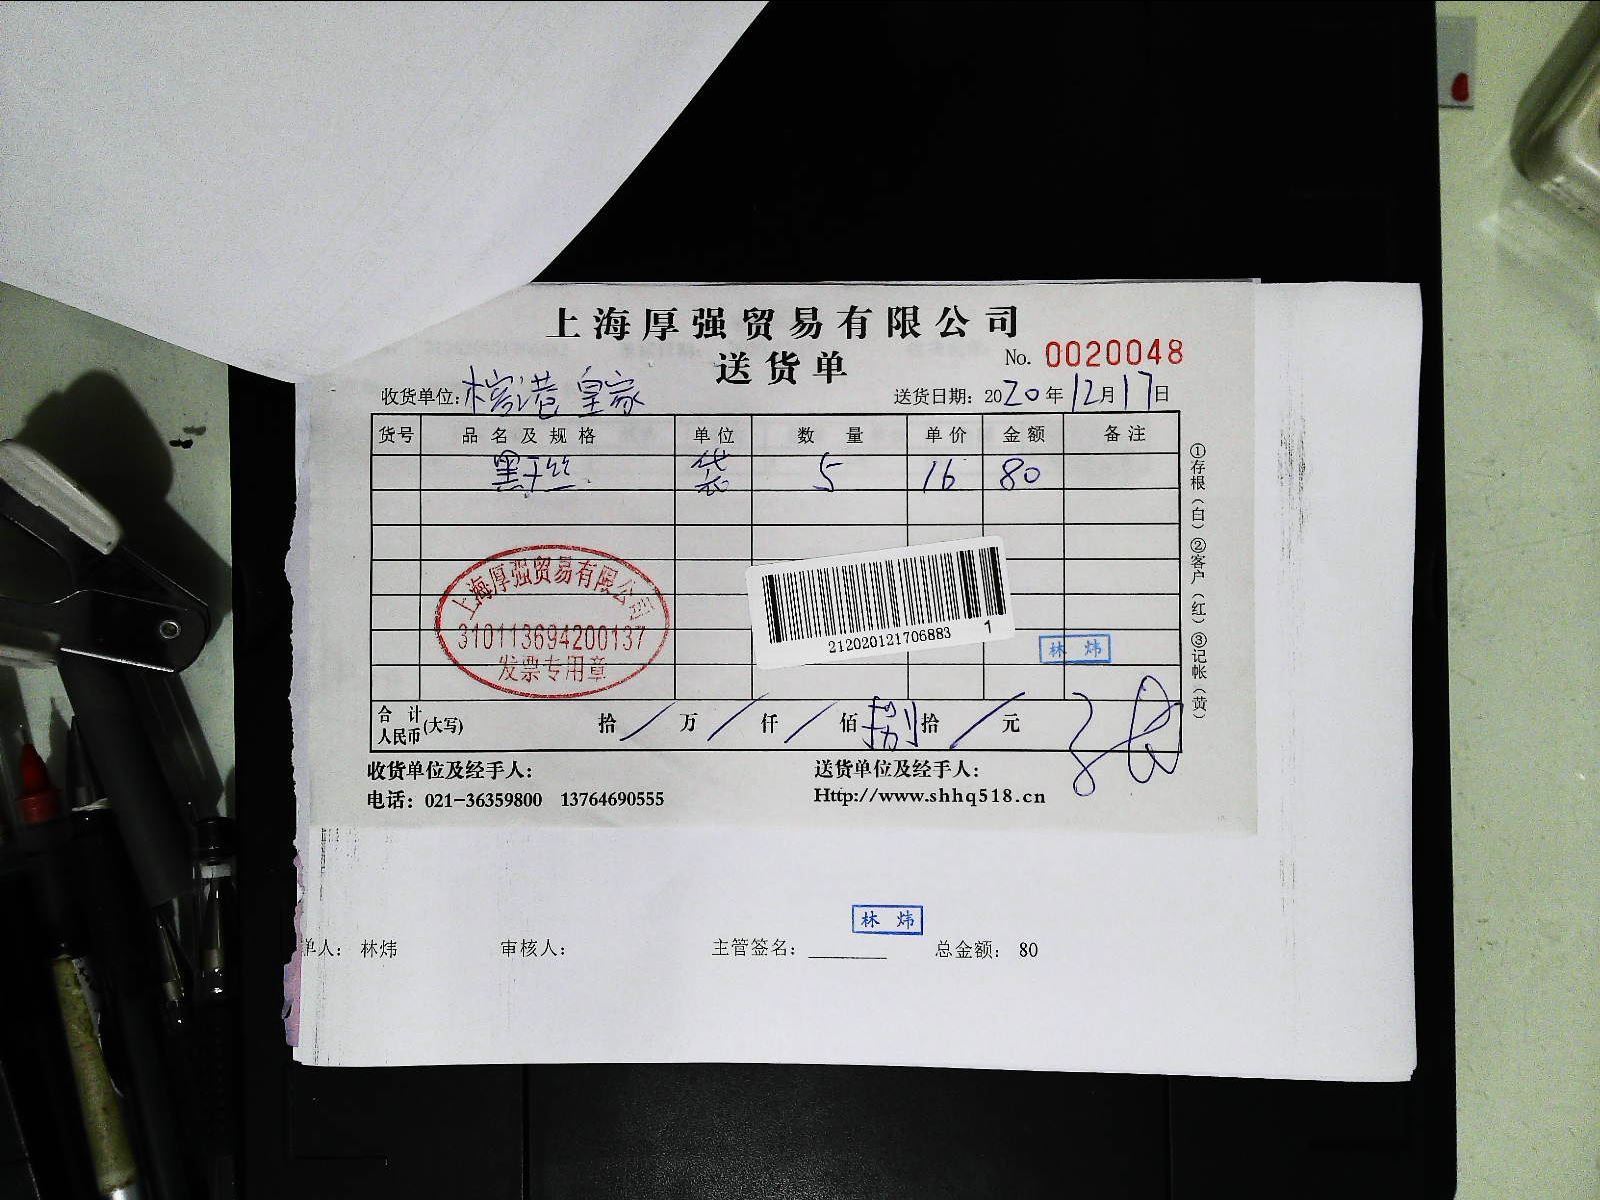 上海厚强贸易有限公司
送货单
No. 0020048
收货单位: 榕港皇家
送货日期: 2020年12月17日
货号 品名及规格 单位 数量 单价 金额 备注
黑干丝 袋 5 16 80
上海厚强贸易有限公司
310113694200137
发票专用章
212020121706883 1
林炜
合计人民币(大写) 拾/万/仟/佰捌拾/元
①存根(白)②客户(红)③记帐(黄)
收货单位及经手人: 送货单位及经手人:
电话: 021-36359800 13764690555 Http://www.shhq518.cn
林炜
单人: 林炜 审核人: 主管签名: 总金额: 80